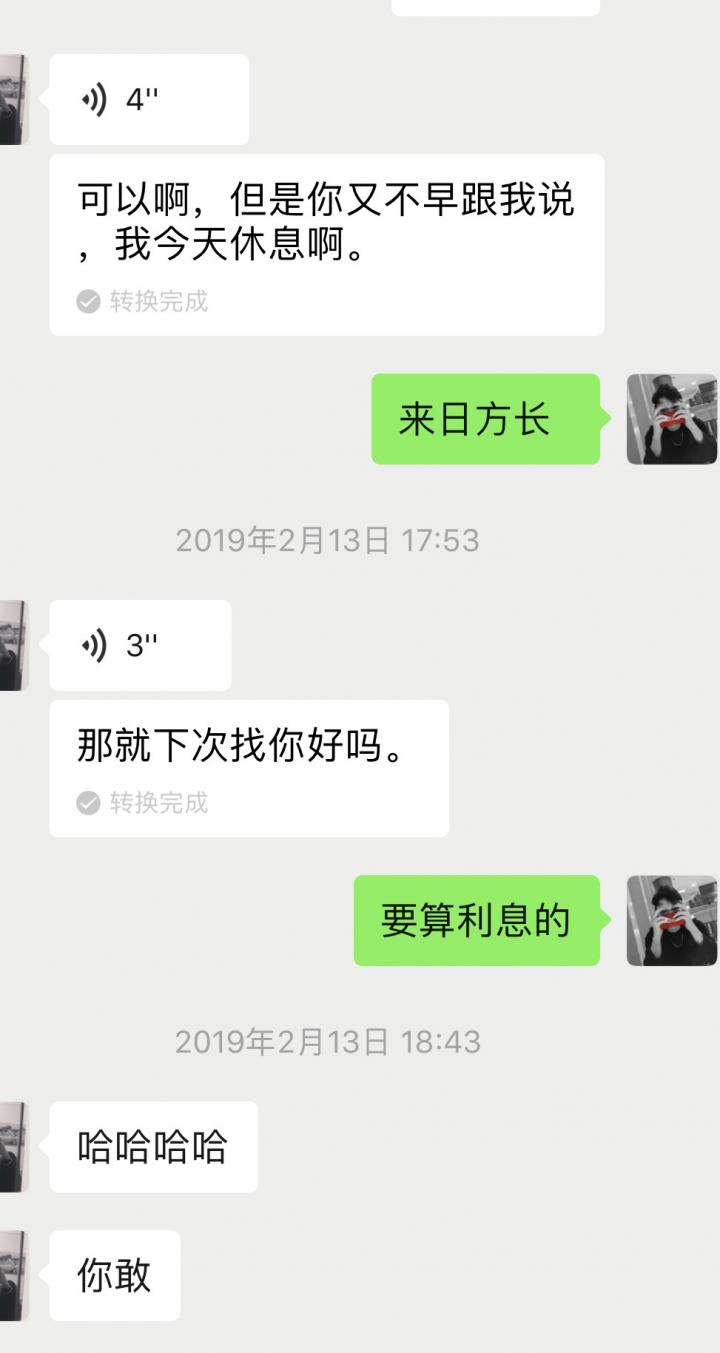 4''
可以啊，但是你又不早跟我说
，我今天休息啊。
转换完成
来日方长
2019年2月13日 17:53
3''
那就下次找你好吗。
转换完成
要算利息的
2019年2月13日 18:43
哈哈哈哈
你敢